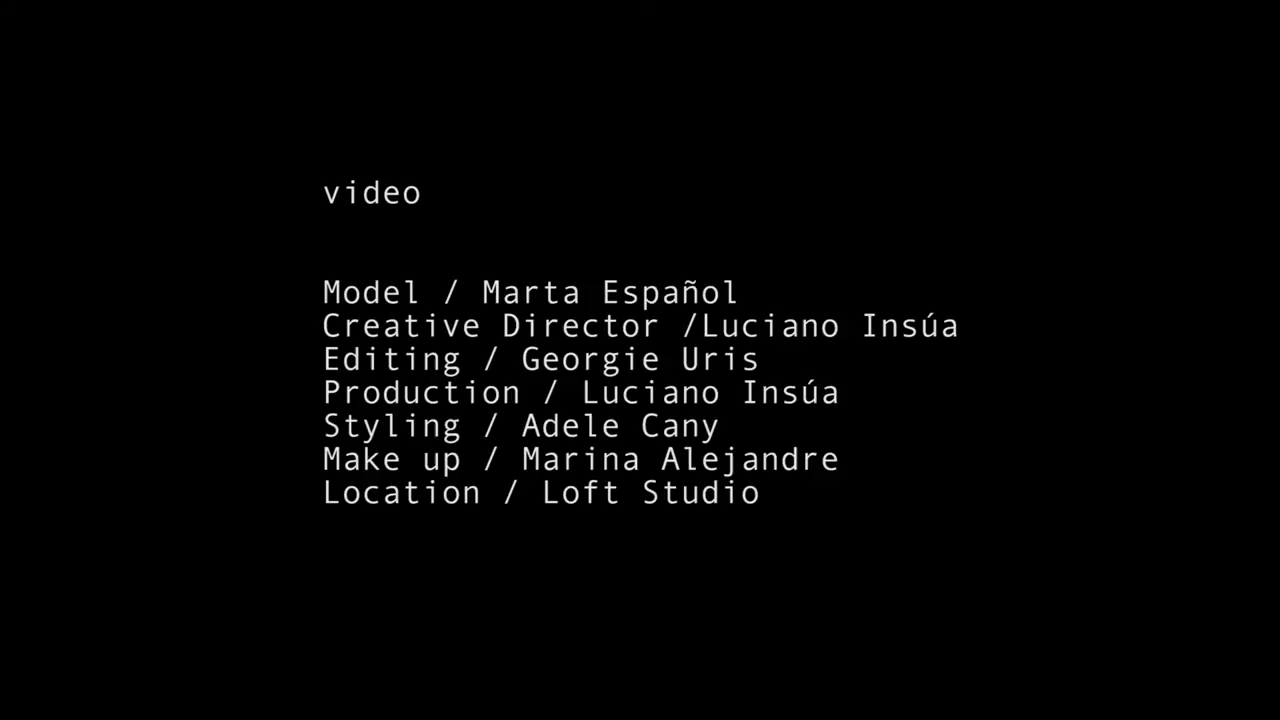 video
Model / Marta Español
Creative Director /Luciano Insúa
Editing / Georgie Uris
Production / Luciano Insúa
Styling / Adele Cany
Make up / Marina Alejandre
Location / Loft Studio